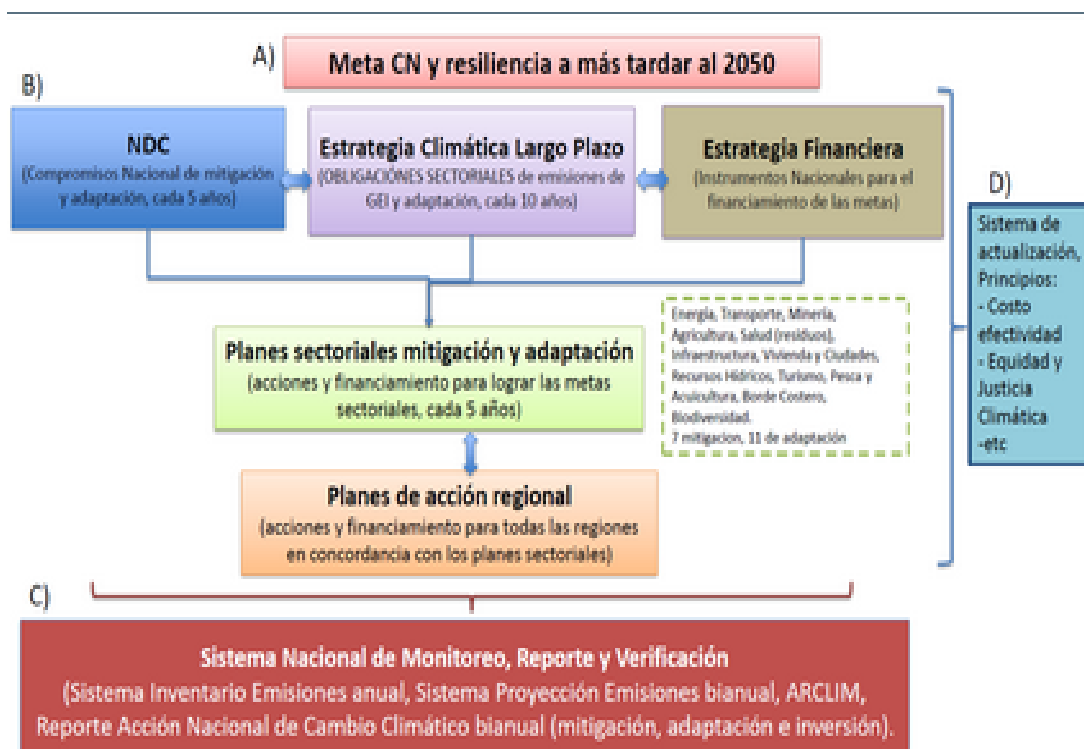 A)
Meta CN y resiliencia a más tardar al 2050
B)
NDC
(Compromisos Nacional de mitigación
y adaptación, cada 5 años)
Estrategia Climática Largo Plazo
(OBLIGACIÓNES SECTORIALES de emisiones de
GEI y adaptación, cada 10 años)
Estrategia Financiera
(Instrumentos Nacionales para el
financiamiento de las metas)
D)
Sistema de
actualización,
Principios:
- Costo
efectividad
- Equidad y
Justicia
Climática
-etc
Planes sectoriales mitigación y adaptación
(acciones y financiamiento para lograr las metas
sectoriales, cada 5 años)
Energía, Transporte, Minería,
Agricultura, Salud (residuos),
Infraestructura, Vivienda y Ciudades,
Recursos Hídricos, Turismo, Pesca y
Acuicultura, Borde Costero,
Biodiversidad.
7 mitigacion, 11 de adaptación
Planes de acción regional
(acciones y financiamiento para todas las regiones
en concordancia con los planes sectoriales)
C)
Sistema Nacional de Monitoreo, Reporte y Verificación
(Sistema Inventario Emisiones anual, Sistema Proyección Emisiones bianual, ARCLIM,
Reporte Acción Nacional de Cambio Climático bianual (mitigación, adaptación e inversión).